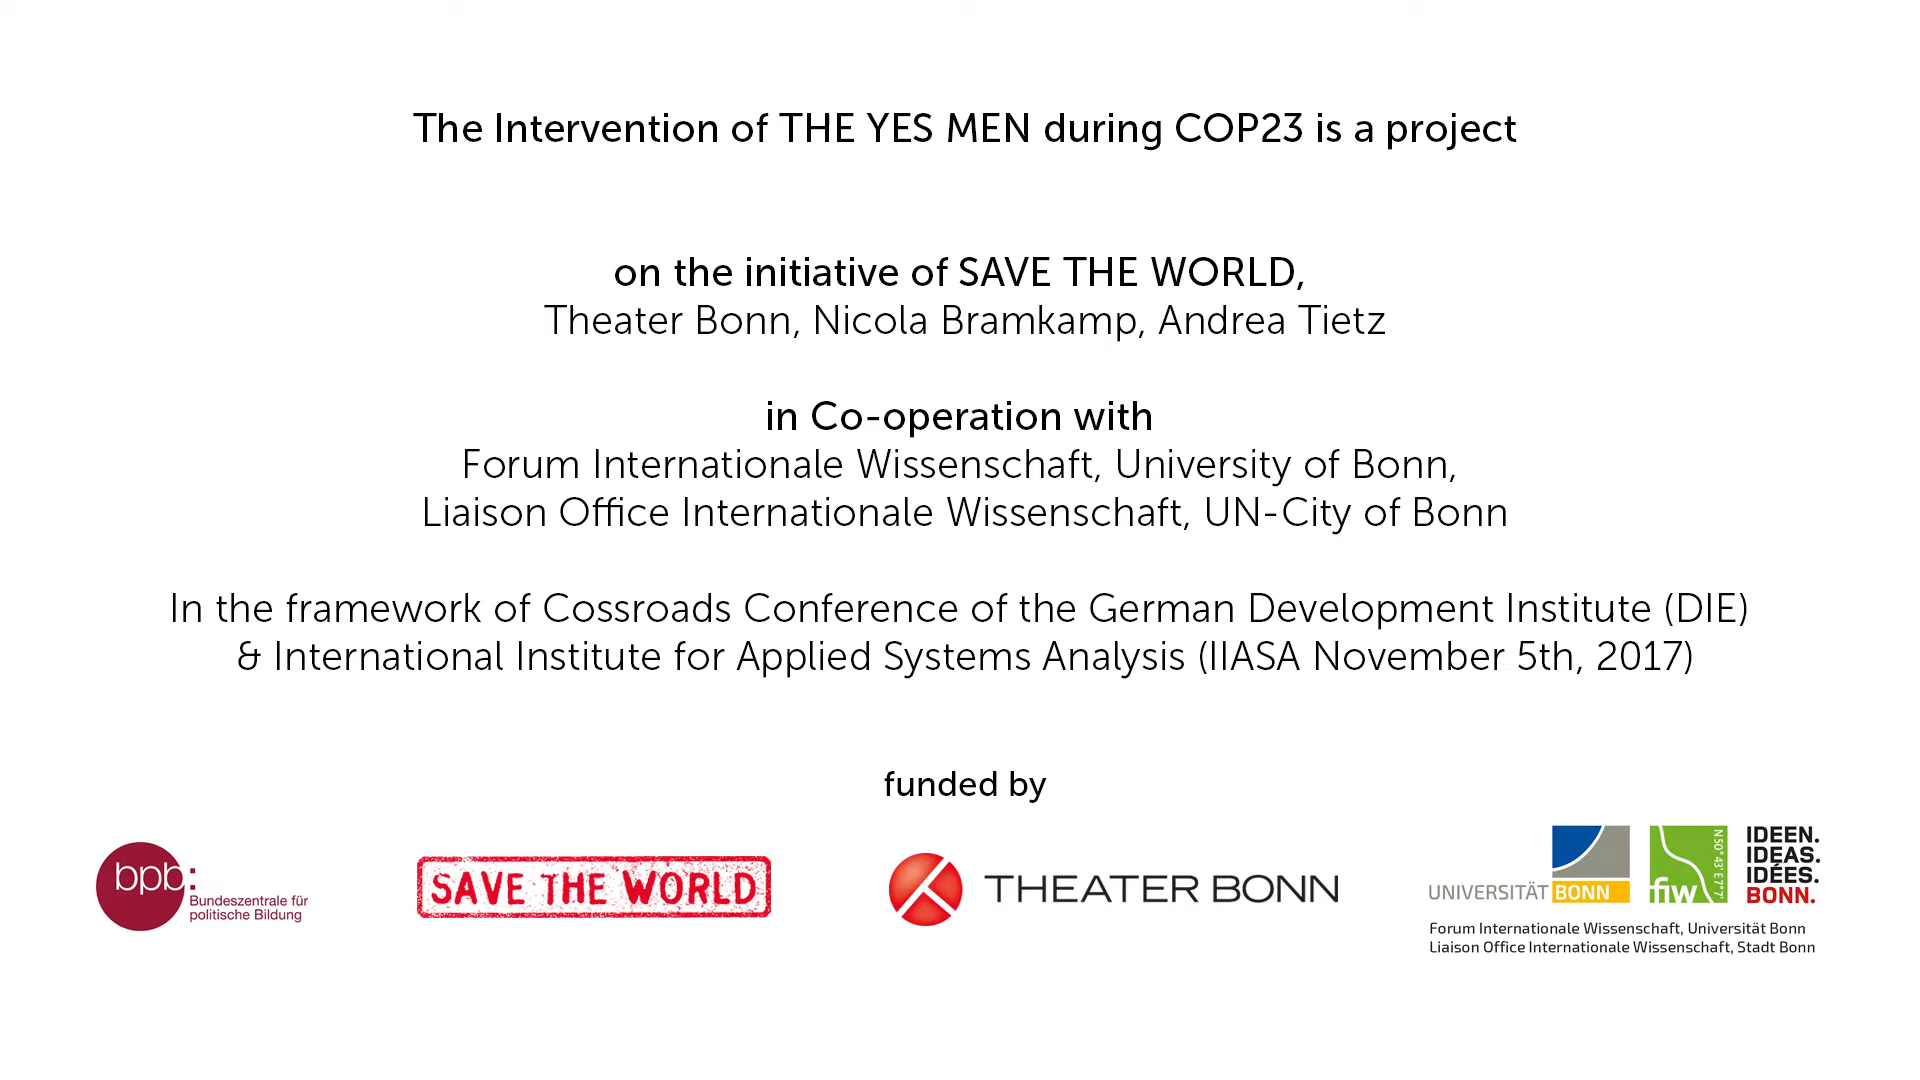 The Intervention of THE YES MEN during COP23 is a project
on the initiative of SAVE THE WORLD,
Theater Bonn, Nicola Bramkamp, Andrea Tietz
in Co-operation with
Forum Internationale Wissenschaft, University of Bonn,
Liaison Office Internationale Wissenschaft, UN-City of Bonn
In the framework of Cossroads Conference of the German Development Institute (DIE)
& International Institute for Applied Systems Analysis (IIASA November 5th, 2017)
funded by
bpb:
Bundeszentrale für
politische Bildung
SAVE THE WORLD
THEATER BONN
UNIVERSITÄT BONN
fiw
N 50° 43' E 7° 7'
IDEEN.
IDEAS.
IDÉES.
BONN.
Forum Internationale Wissenschaft, Universität Bonn
Liaison Office Internationale Wissenschaft, Stadt Bonn